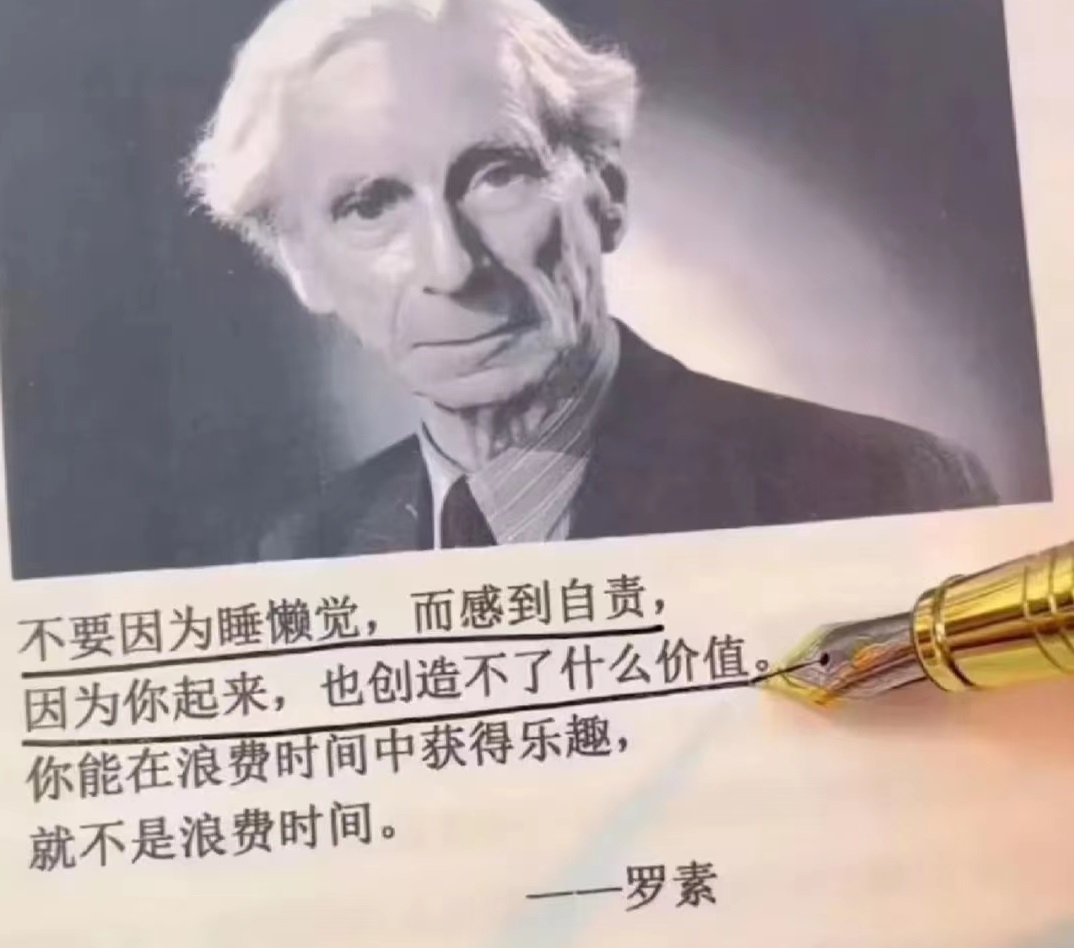 不要因为睡懒觉，而感到自责，
因为你起来，也创造不了什么价值。
你能在浪费时间中获得乐趣，
就不是浪费时间。
——罗素